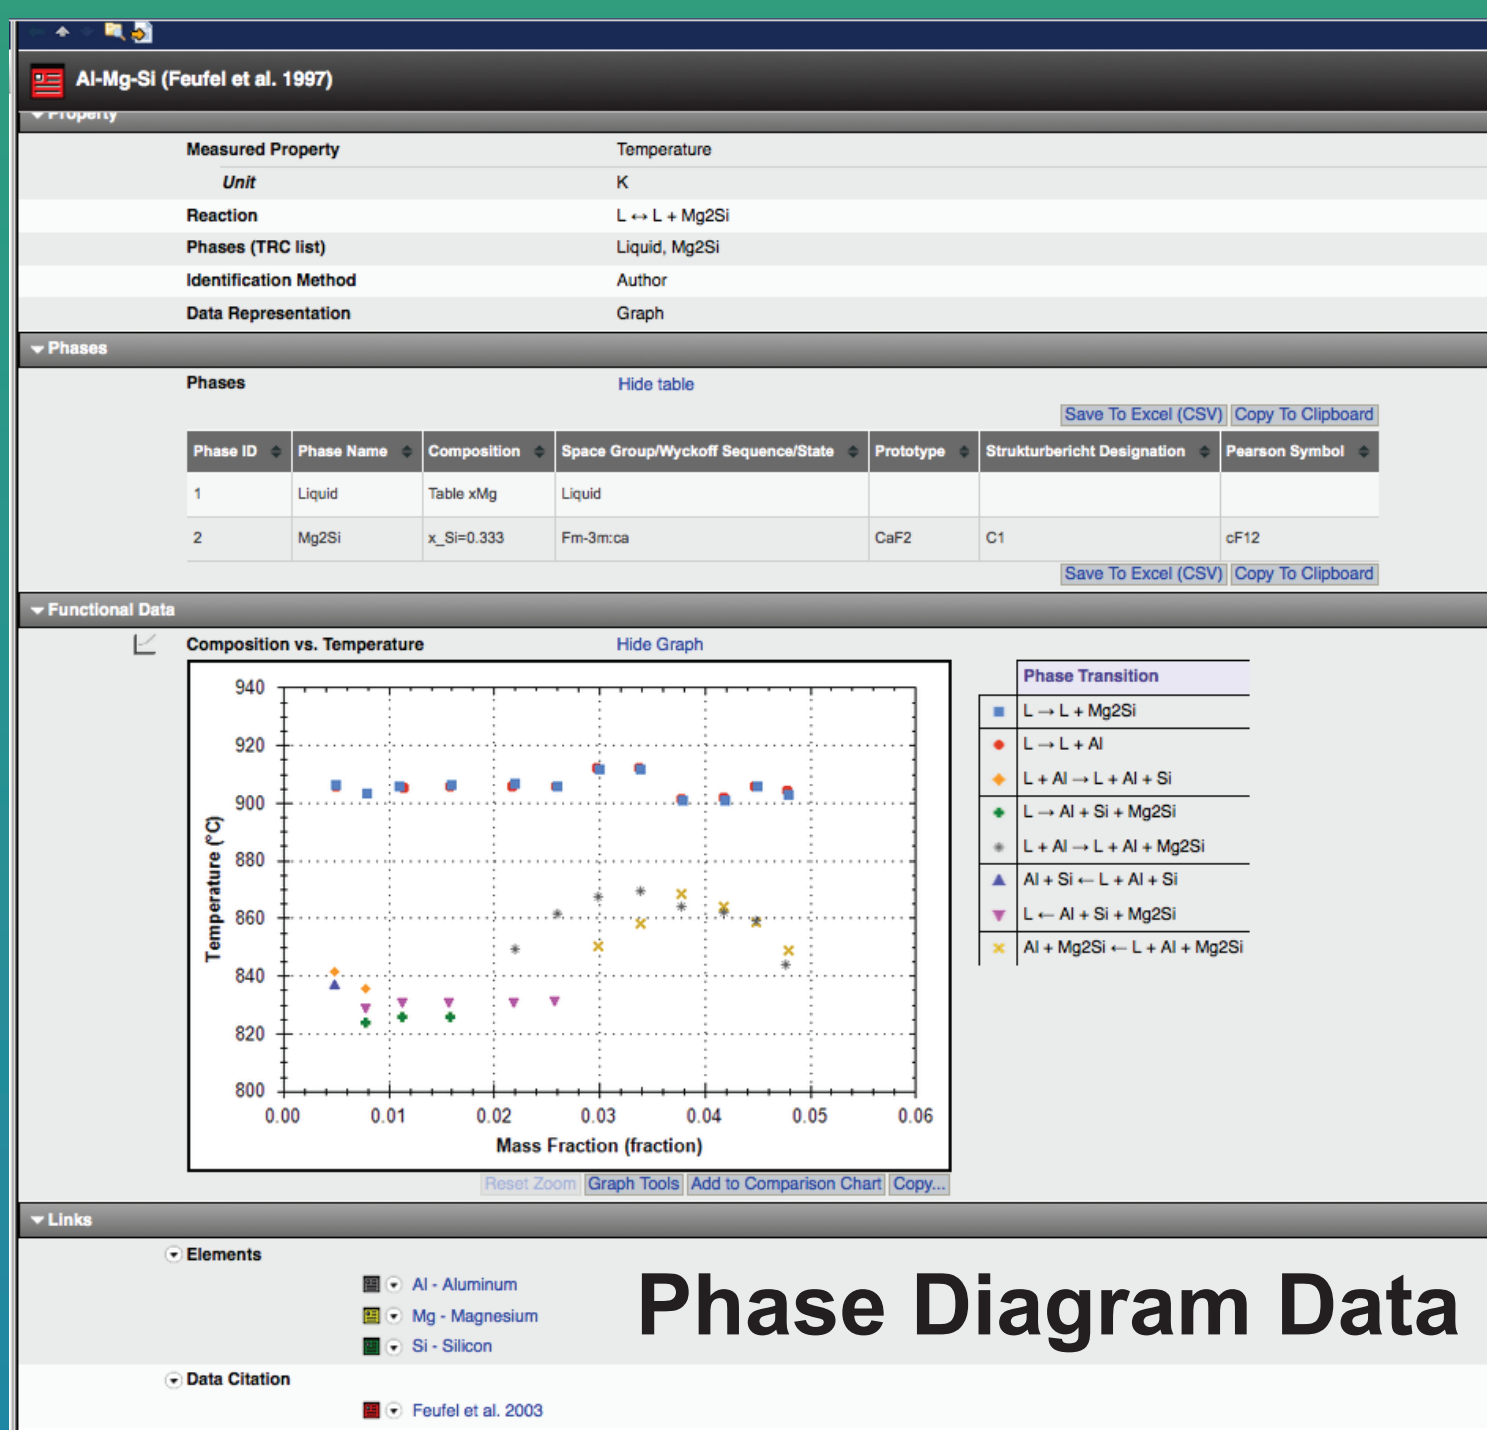 Al-Mg-Si (Feufel et al. 1997)
Property
Measured Property Temperature
Unit K
Reaction L ↔ L + Mg2Si
Phases (TRC list) Liquid, Mg2Si
Identification Method Author
Data Representation Graph
Phases
Phases Hide table
Save To Excel (CSV) Copy To Clipboard
Phase ID Phase Name Composition Space Group/Wyckoff Sequence/State Prototype Strukturbericht Designation Pearson Symbol
1 Liquid Table xMg Liquid
2 Mg2Si x_Si=0.333 Fm-3m:ca CaF2 C1 cF12
Save To Excel (CSV) Copy To Clipboard
Functional Data
Composition vs. Temperature Hide Graph
940
920
900
880
860
840
820
800
Temperature (°C)
0.00 0.01 0.02 0.03 0.04 0.05 0.06
Mass Fraction (fraction)
Phase Transition
L → L + Mg2Si
L → L + Al
L + Al → L + Al + Si
L → Al + Si + Mg2Si
L + Al → L + Al + Mg2Si
Al + Si ← L + Al + Si
L ← Al + Si + Mg2Si
Al + Mg2Si ← L + Al + Mg2Si
Reset Zoom Graph Tools Add to Comparison Chart Copy...
Links
Elements
Al - Aluminum
Mg - Magnesium
Si - Silicon
Phase Diagram Data
Data Citation
Feufel et al. 2003